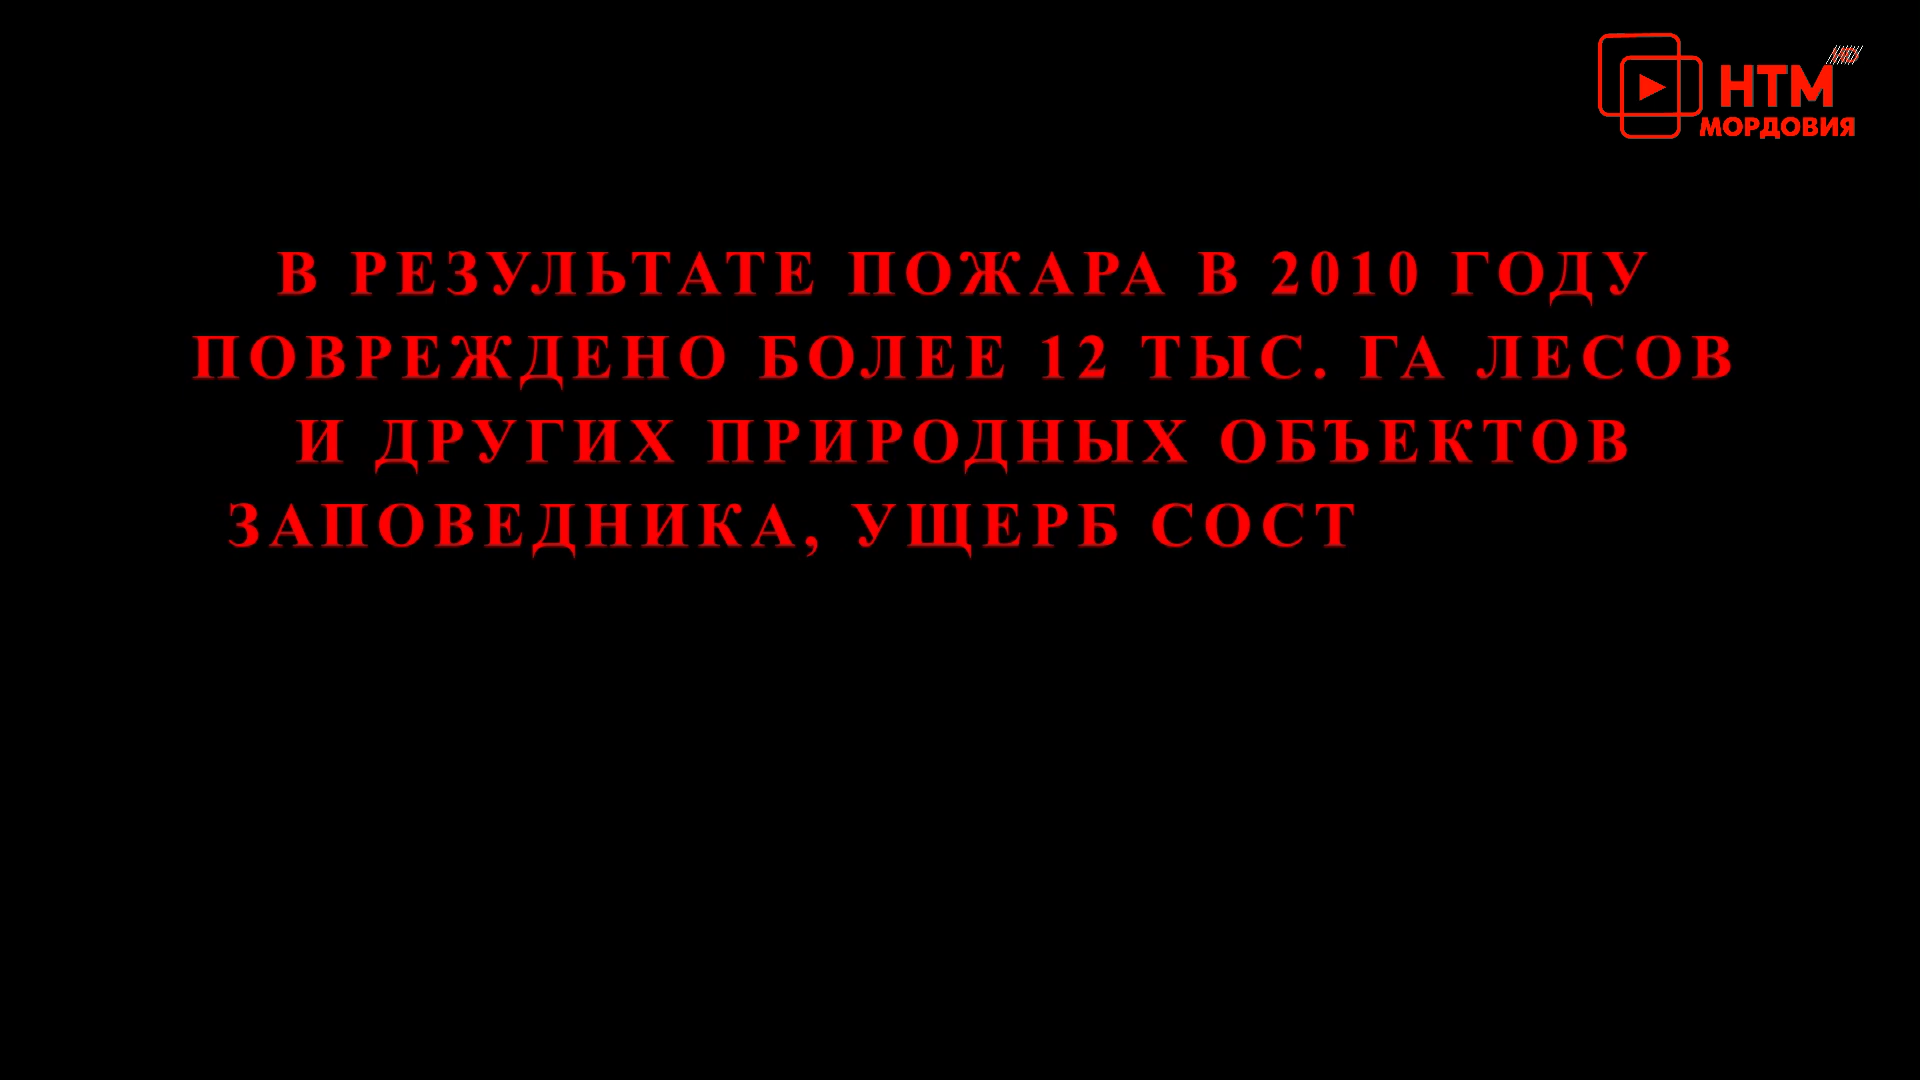 НТМ
МОРДОВИЯ
В РЕЗУЛЬТАТЕ ПОЖАРА В 2010 ГОДУ
ПОВРЕЖДЕНО БОЛЕЕ 12 ТЫС. ГА ЛЕСОВ
И ДРУГИХ ПРИРОДНЫХ ОБЪЕКТОВ
ЗАПОВЕДНИКА, УЩЕРБ СОСТ